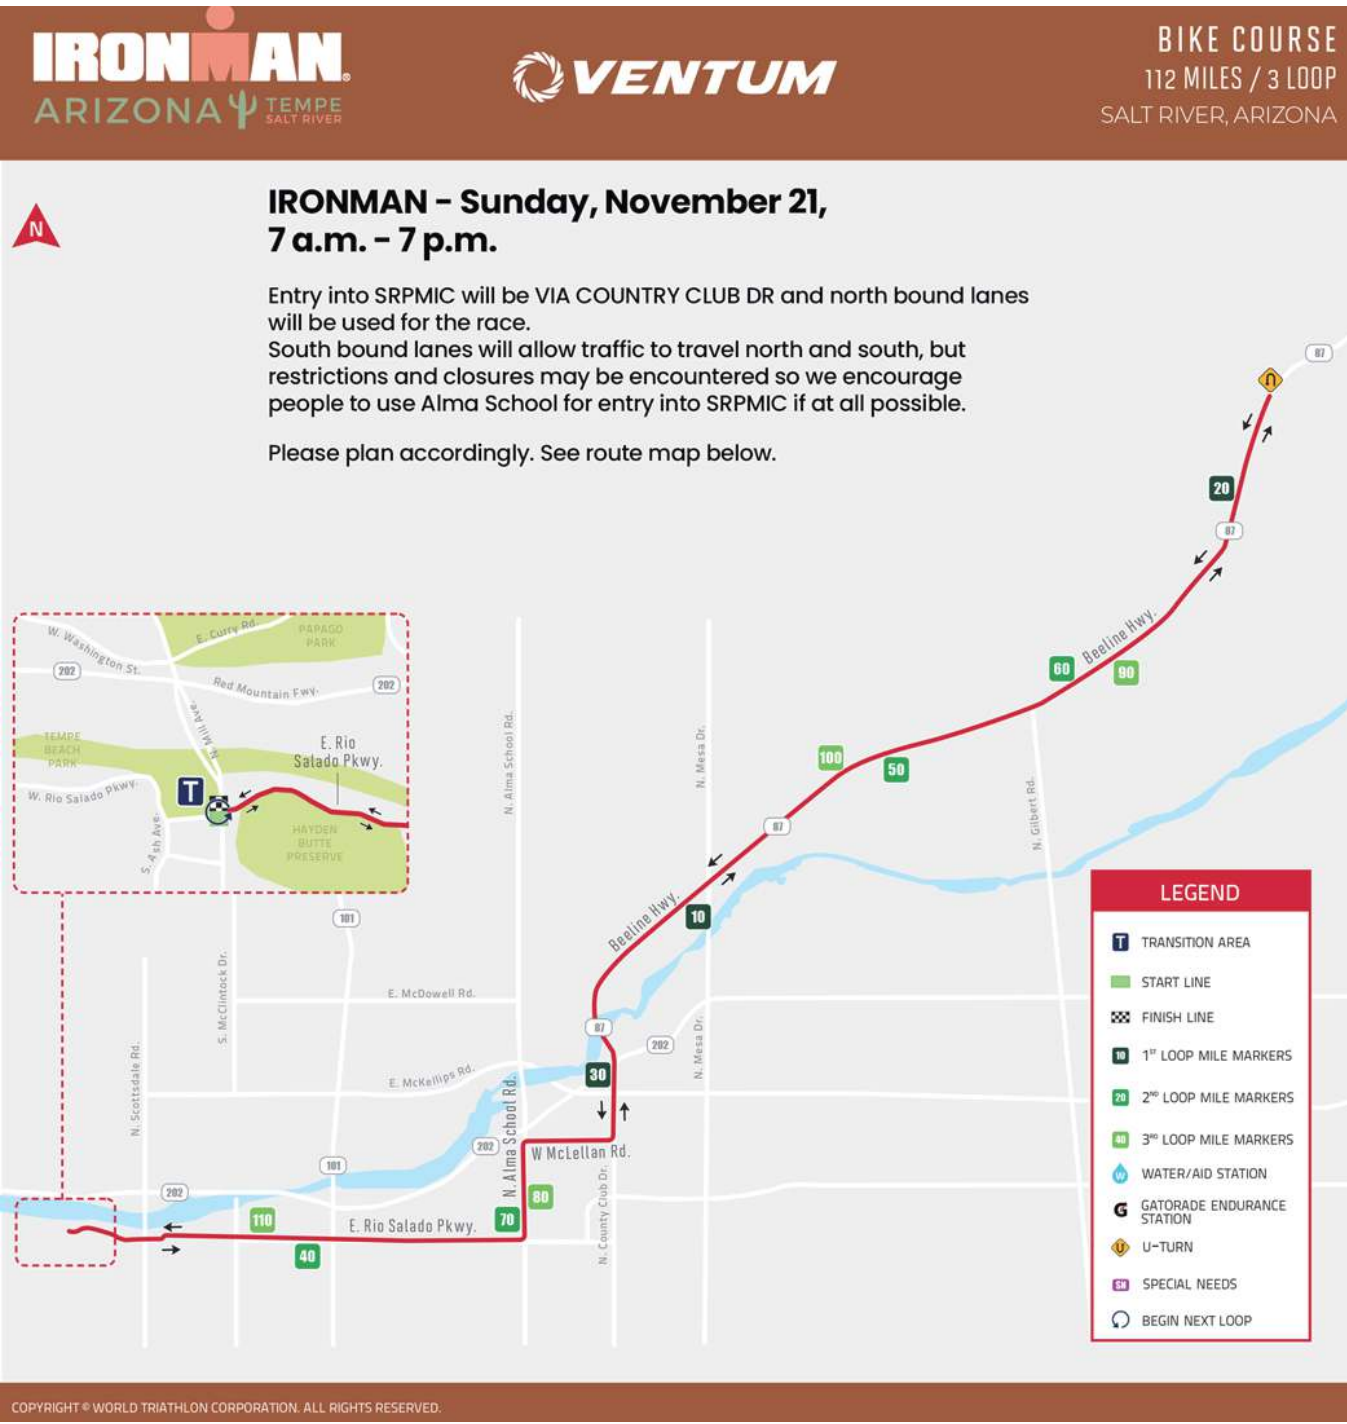 IRONMAN®
ARIZONA TEMPE
SALT RIVER
VENTUM
BIKE COURSE
112 MILES / 3 LOOP
SALT RIVER, ARIZONA
N
IRONMAN - Sunday, November 21,
7 a.m. - 7 p.m.
Entry into SRPMIC will be VIA COUNTRY CLUB DR and north bound lanes
will be used for the race.
South bound lanes will allow traffic to travel north and south, but
restrictions and closures may be encountered so we encourage
people to use Alma School for entry into SRPMIC if at all possible.
Please plan accordingly. See route map below.
87
20
87
Beeline Hwy.
60
90
100
50
87
N. Gilbert Rd.
N. Mesa Dr.
N. Alma School Rd.
W. Washington St.
E. Curry Rd.
PAPAGO
PARK
202
Red Mountain Fwy.
202
N. Mill Ave.
TEMPE
BEACH
PARK
E. Rio
Salado Pkwy.
T
W. Rio Salado Pkwy.
S. Ash Ave.
HAYDEN
BUTTE
PRESERVE
101
Beeline Hwy.
10
E. McDowell Rd.
S. McClintock Dr.
87
202
N. Mesa Dr.
N. Scottsdale Rd.
E. McKellips Rd.
30
N. Alma School Rd.
202
W McLellan Rd.
101
202
80
N. County Club Dr.
110
E. Rio Salado Pkwy.
70
40
LEGEND
T TRANSITION AREA
START LINE
FINISH LINE
10 1ST LOOP MILE MARKERS
20 2ND LOOP MILE MARKERS
40 3RD LOOP MILE MARKERS
W WATER/AID STATION
G GATORADE ENDURANCE
STATION
U-TURN
SN SPECIAL NEEDS
BEGIN NEXT LOOP
COPYRIGHT © WORLD TRIATHLON CORPORATION. ALL RIGHTS RESERVED.